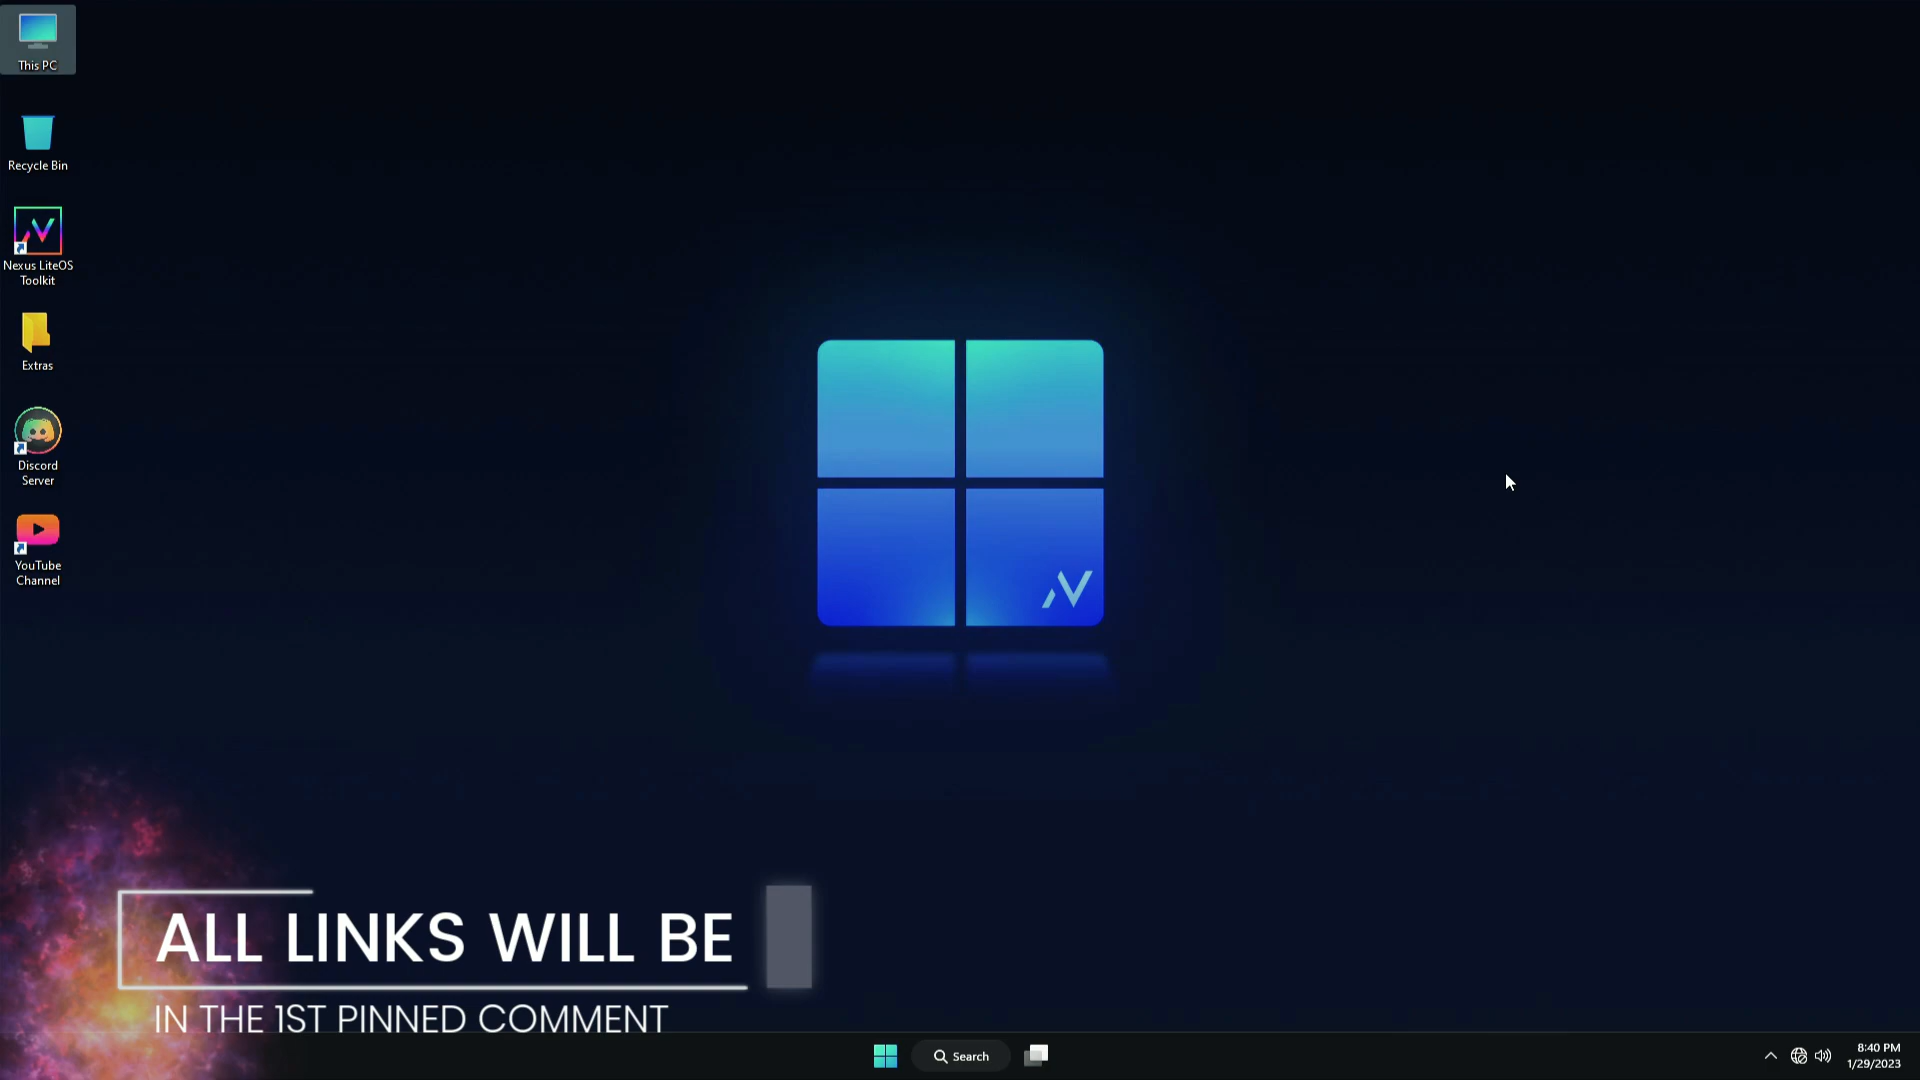 This PC
Recycle Bin
Nexus LiteOS
Toolkit
Extras
Discord
Server
YouTube
Channel
ALL LINKS WILL BE
IN THE 1ST PINNED COMMENT
Search
8:40 PM
1/29/2023